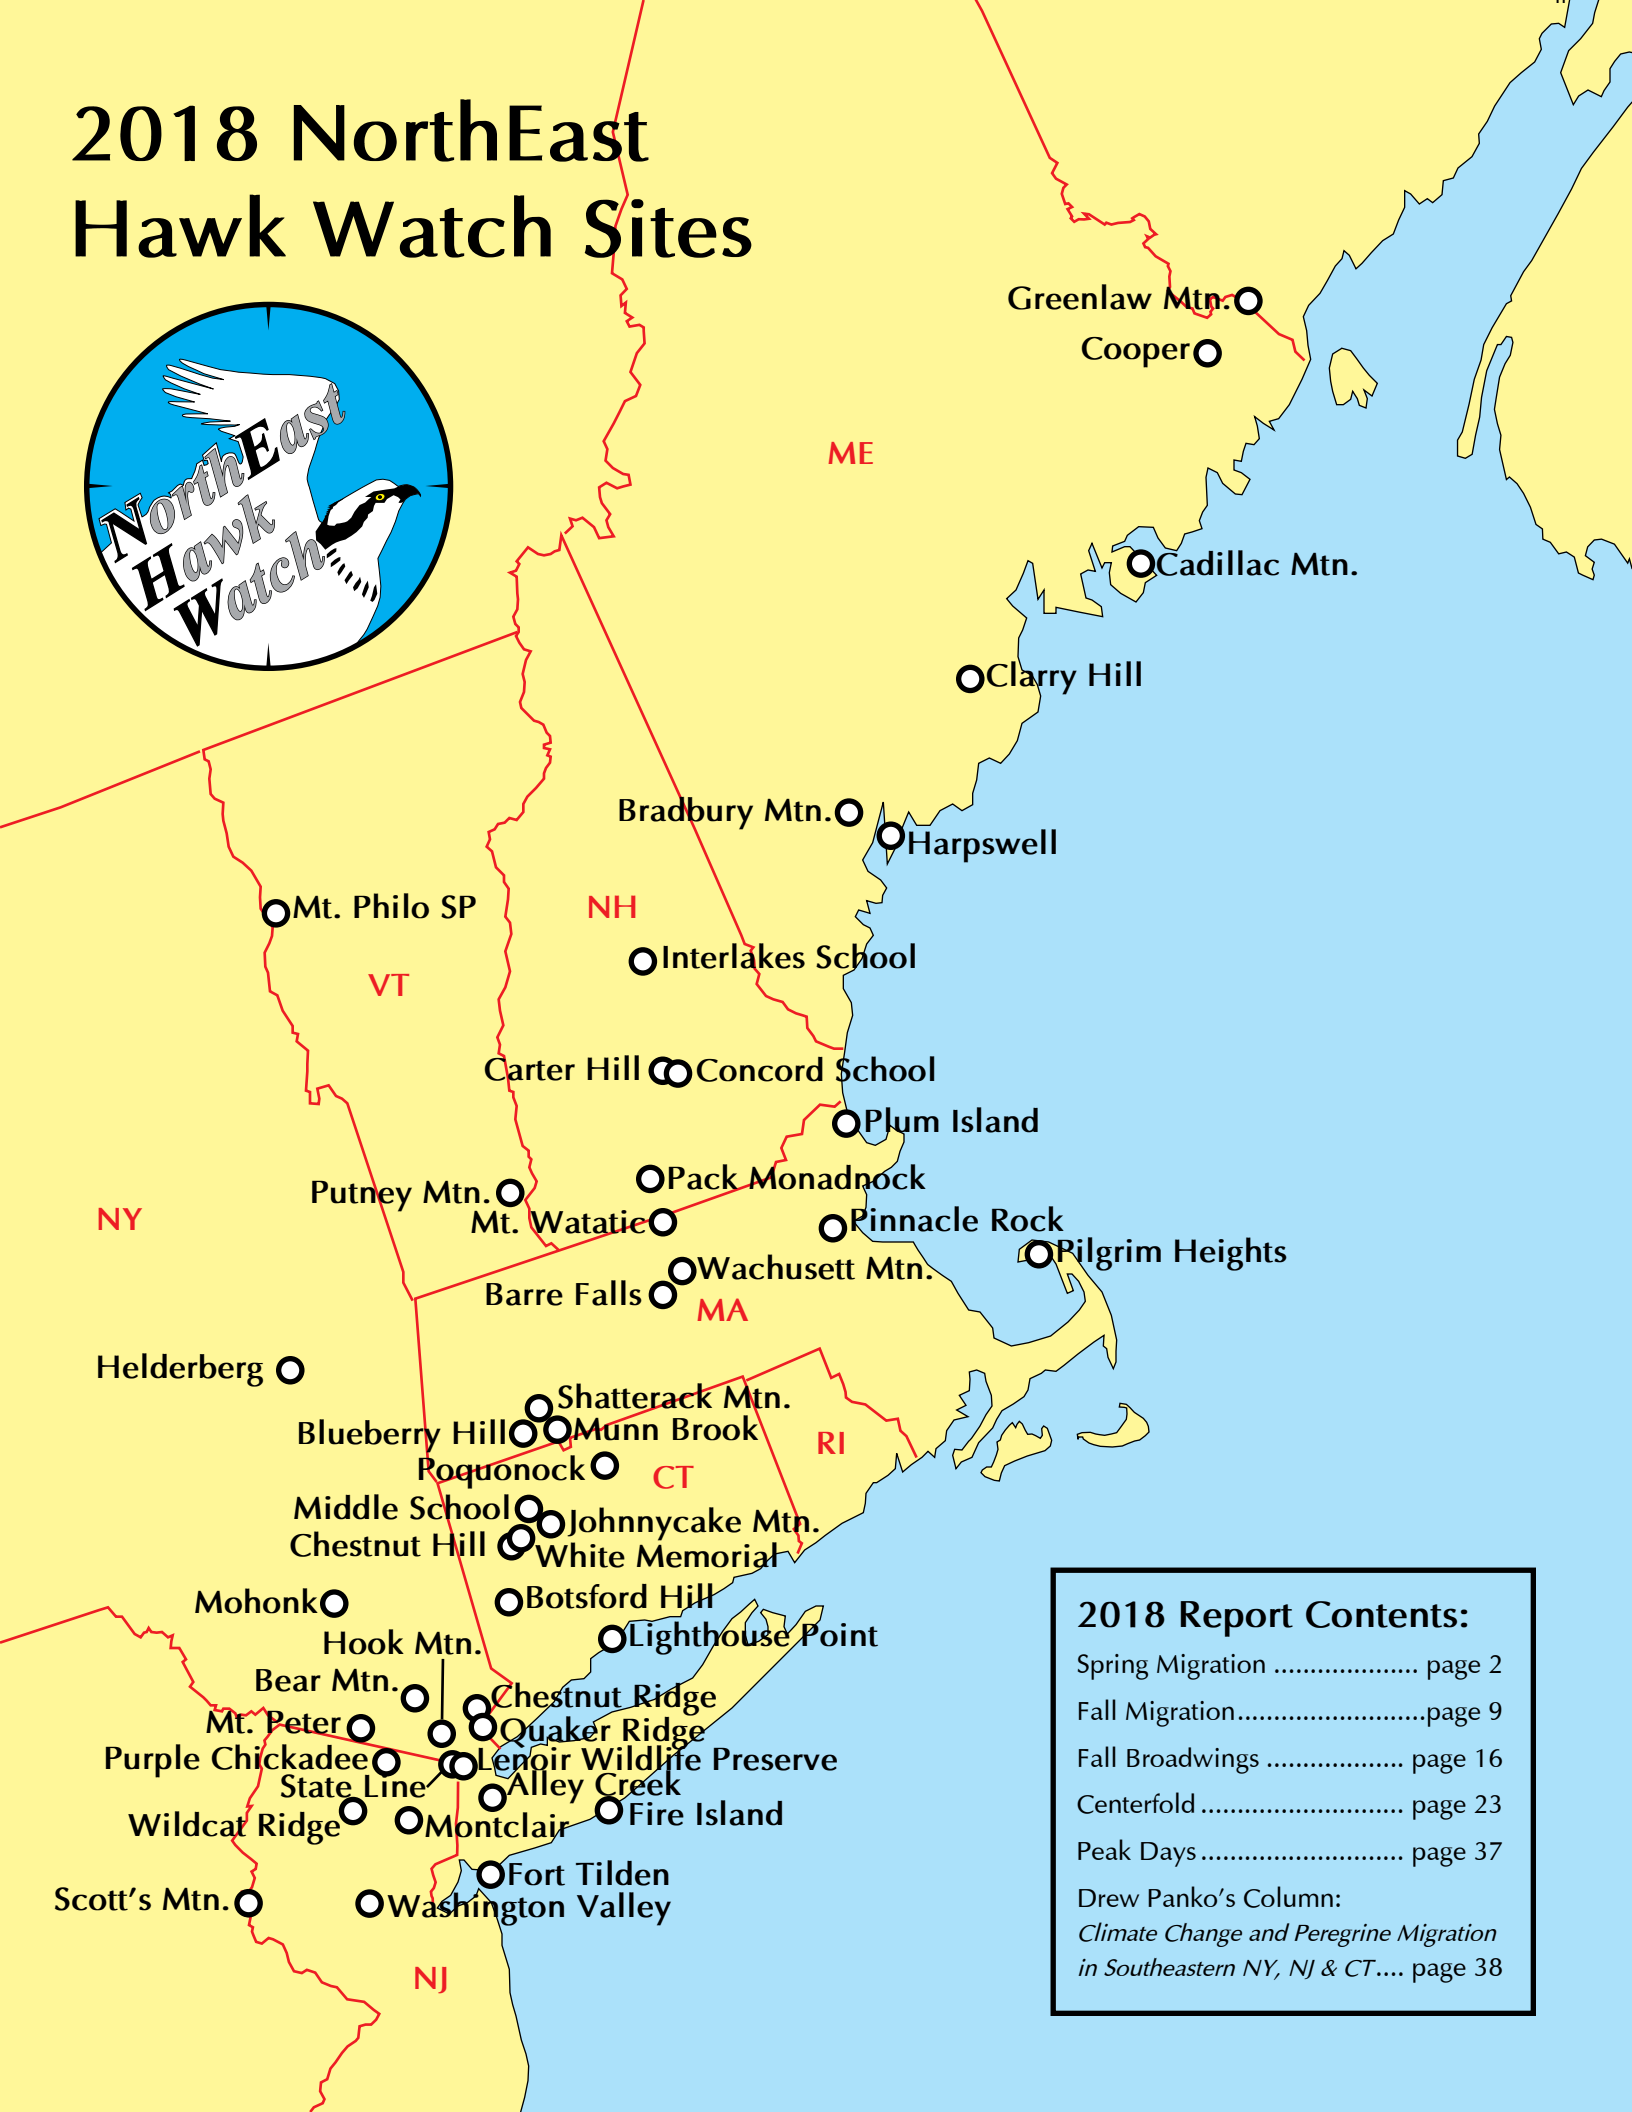 2018 NorthEast
Hawk Watch Sites
NorthEast
Hawk
Watch
Greenlaw Mtn.
Cooper
ME
Cadillac Mtn.
Clarry Hill
Bradbury Mtn.
Harpswell
Mt. Philo SP
NH
Interlakes School
VT
Carter Hill
Concord School
Plum Island
Pack Monadnock
Putney Mtn.
NY
Mt. Watatic
Pinnacle Rock
Pilgrim Heights
Wachusett Mtn.
Barre Falls
MA
Helderberg
Shatterack Mtn.
Blueberry Hill
Munn Brook
RI
Poquonock
CT
Middle School
Johnnycake Mtn.
Chestnut Hill
White Memorial
Mohonk
Botsford Hill
Lighthouse Point
Hook Mtn.
Bear Mtn.
Chestnut Ridge
Mt. Peter
Quaker Ridge
Purple Chickadee
Lenoir Wildlife Preserve
State Line
Alley Creek
Wildcat Ridge
Montclair
Fire Island
Fort Tilden
Scott's Mtn.
Washington Valley
NJ
2018 Report Contents:
Spring Migration .................... page 2
Fall Migration..........................page 9
Fall Broadwings ................... page 16
Centerfold ............................ page 23
Peak Days ............................ page 37
Drew Panko's Column:
Climate Change and Peregrine Migration
in Southeastern NY, NJ & CT .... page 38